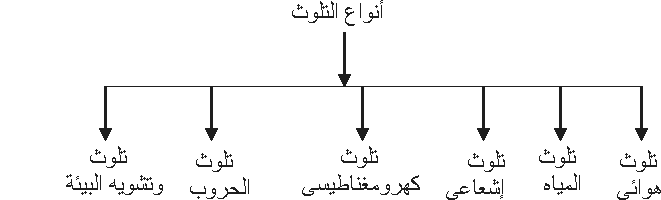 أنواع التلوث
تلوث
هوائى
تلوث
المياه
تلوث
إشعاعى
تلوث
كهرومغناطيسى
تلوث
الحروب
تلوث
وتشويه البيئة